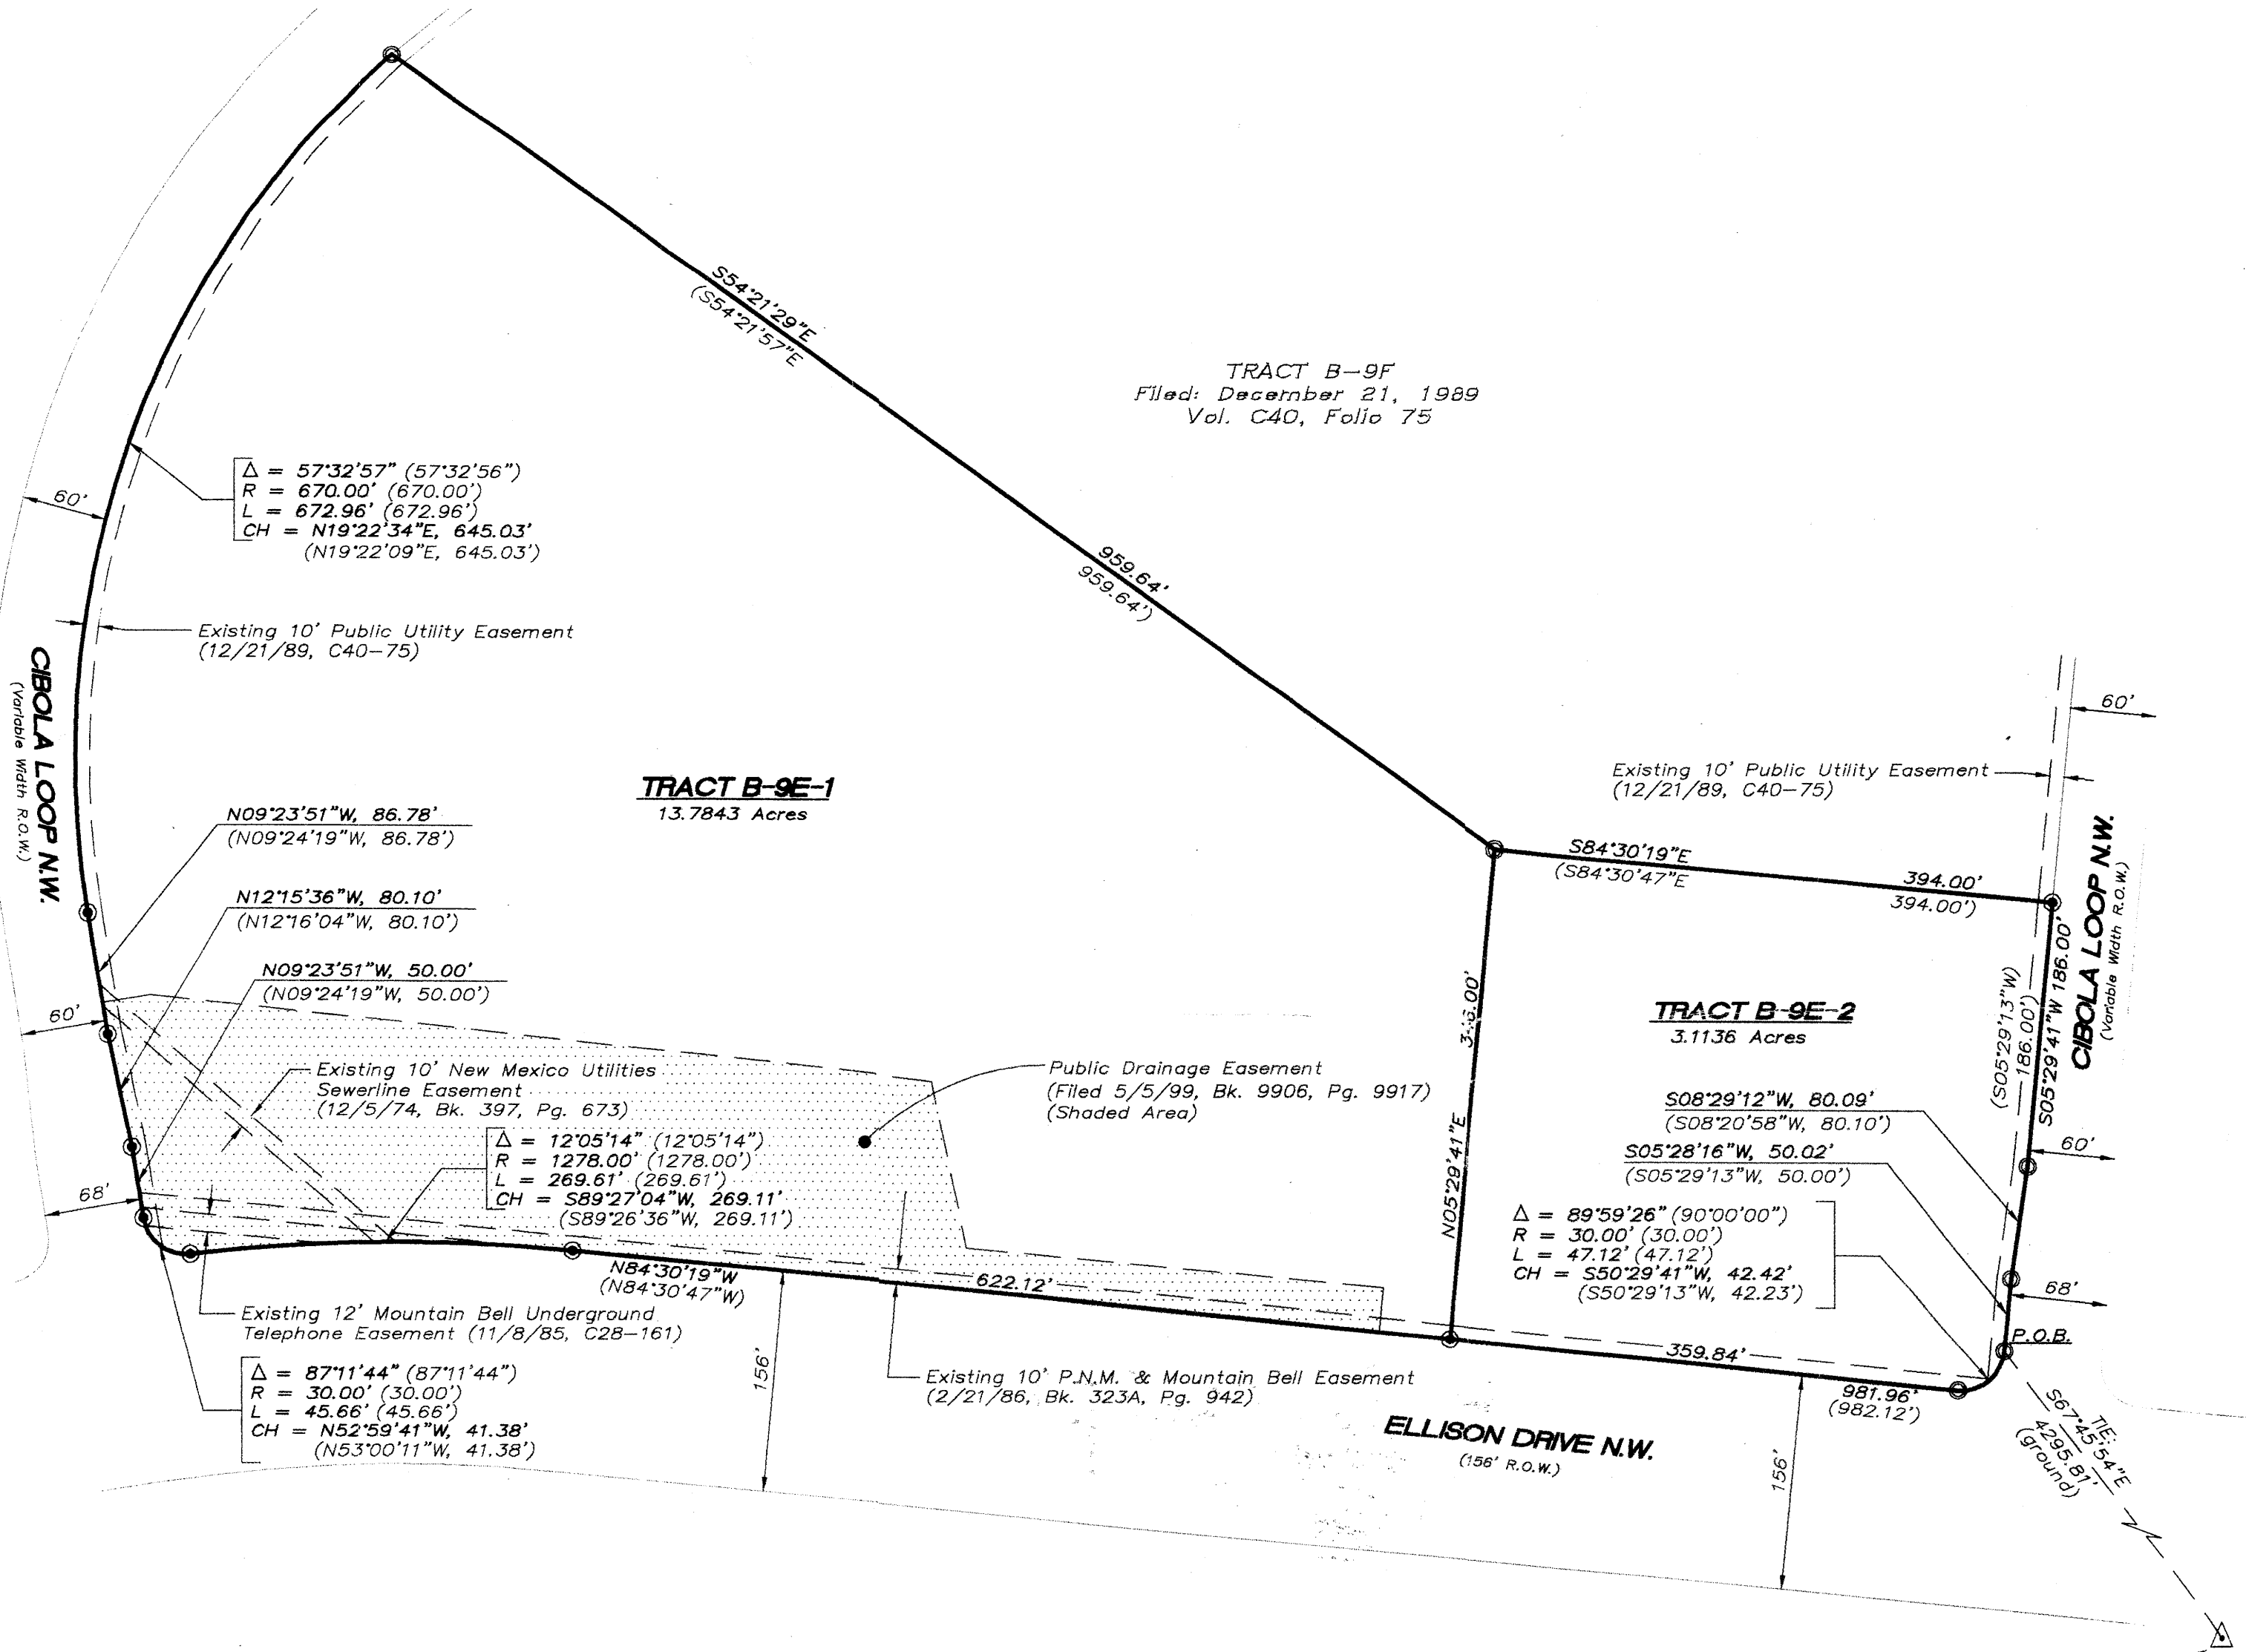 S54°21'29"E
(S54°21'57"E
959.64'
959.64')
TRACT B-9F
Filed: December 21, 1989
Vol. C40, Folio 75
Δ = 57°32'57" (57°32'56")
R = 670.00' (670.00')
L = 672.96' (672.96')
CH = N19°22'34"E, 645.03'
(N19°22'09"E, 645.03')
60'
Existing 10' Public Utility Easement
(12/21/89, C40-75)
CIBOLA LOOP N.W.
(Variable Width R.O.W.)
TRACT B-9E-1
13.7843 Acres
N09°23'51"W, 86.78'
(N09°24'19"W, 86.78')
N12°15'36"W, 80.10'
(N12°16'04"W, 80.10')
N09°23'51"W, 50.00'
(N09°24'19"W, 50.00')
60'
68'
Existing 10' New Mexico Utilities
Sewerline Easement
(12/5/74, Bk. 397, Pg. 673)
Δ = 12°05'14" (12°05'14")
R = 1278.00' (1278.00')
L = 269.61' (269.61')
CH = S89°27'04"W, 269.11'
(S89°26'36"W, 269.11')
Public Drainage Easement
(Filed 5/5/99, Bk. 9906, Pg. 9917)
(Shaded Area)
N84°30'19"W
(N84°30'47"W)
622.12'
Existing 12' Mountain Bell Underground
Telephone Easement (11/8/85, C28-161)
Δ = 87°11'44" (87°11'44")
R = 30.00' (30.00')
L = 45.66' (45.66')
CH = N52°59'41"W, 41.38'
(N53°00'11"W, 41.38')
156'
Existing 10' P.N.M. & Mountain Bell Easement
(2/21/86, Bk. 323A, Pg. 942)
ELLISON DRIVE N.W.
(156' R.O.W.)
156'
60'
Existing 10' Public Utility Easement
(12/21/89, C40-75)
S84°30'19"E
(S84°30'47"E
394.00'
394.00')
CIBOLA LOOP N.W.
(Variable Width R.O.W.)
S05°29'41"W 186.00'
(S05°29'13"W)
186.00')
N05°29'41"E
TRACT B-9E-2
3.1136 Acres
S08°29'12"W, 80.09'
(S08°20'58"W, 80.10')
S05°28'16"W, 50.02'
(S05°29'13"W, 50.00')
60'
Δ = 89°59'26" (90°00'00")
R = 30.00' (30.00')
L = 47.12' (47.12')
CH = S50°29'41"W, 42.42'
(S50°29'13"W, 42.23')
68'
P.O.B.
359.84'
981.96'
(982.12')
TIE:
S67°45'54"E
4295.81'
(ground)